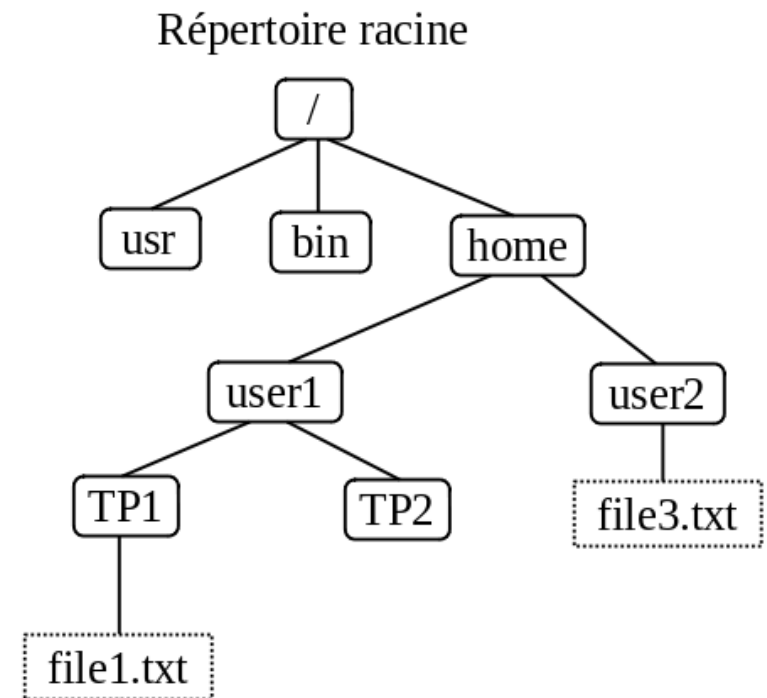 Répertoire racine
/
usr
bin
home
user1
user2
TP1
TP2
file3.txt
file1.txt